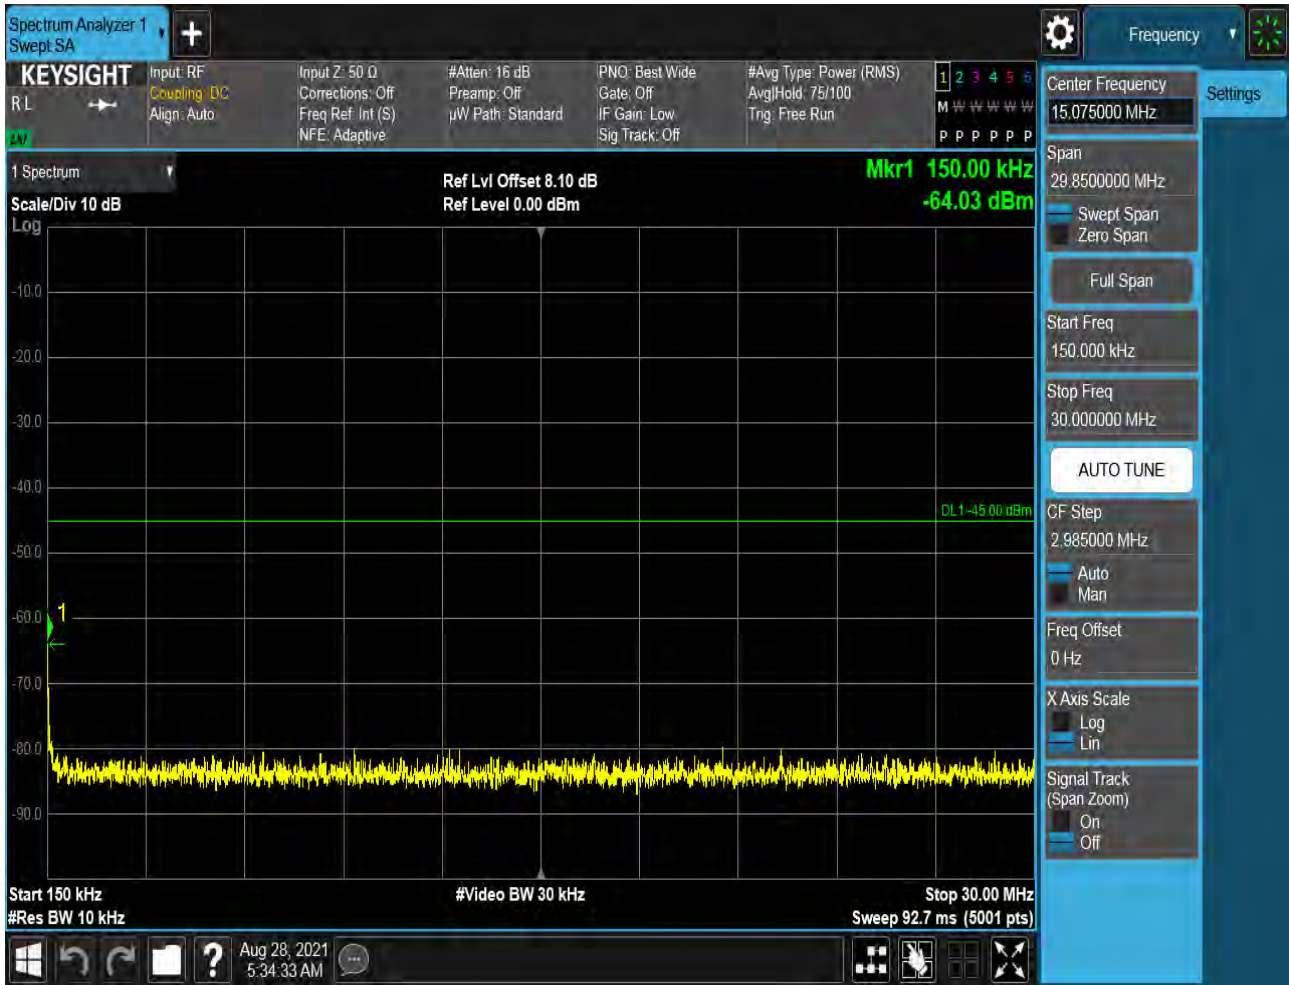 Spectrum Analyzer 1
Swept SA
Frequency
KEYSIGHT
R L
LXI
Input: RF
Coupling: DC
Align: Auto
Input Z: 50 Ω
Corrections: Off
Freq Ref: Int (S)
NFE: Adaptive
#Atten: 16 dB
Preamp: Off
µW Path: Standard
PNO: Best Wide
Gate: Off
IF Gain: Low
Sig Track: Off
#Avg Type: Power (RMS)
Avg|Hold: 75/100
Trig: Free Run
1 2 3 4 5 6
M W W W W W
P P P P P P
1 Spectrum
Scale/Div 10 dB
Log
Ref Lvl Offset 8.10 dB
Ref Level 0.00 dBm
Mkr1 150.00 kHz
-64.03 dBm
-10.0
-20.0
-30.0
-40.0
DL1 -45.00 dBm
-50.0
-60.0
1
-70.0
-80.0
-90.0
Start 150 kHz
#Res BW 10 kHz
#Video BW 30 kHz
Stop 30.00 MHz
Sweep 92.7 ms (5001 pts)
Center Frequency
15.075000 MHz
Settings
Span
29.8500000 MHz
Swept Span
Zero Span
Full Span
Start Freq
150.000 kHz
Stop Freq
30.000000 MHz
AUTO TUNE
CF Step
2.985000 MHz
Auto
Man
Freq Offset
0 Hz
X Axis Scale
Log
Lin
Signal Track
(Span Zoom)
On
Off
?
Aug 28, 2021
5:34:33 AM